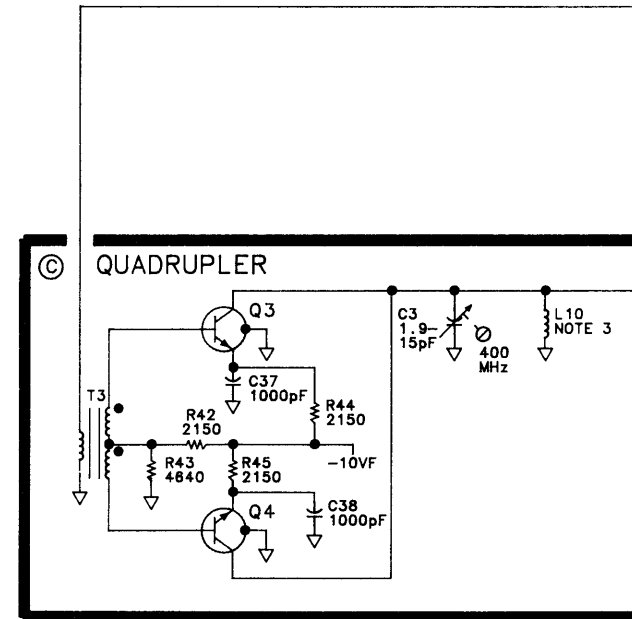 © QUADRUPLER
Q3
C3
1.9-
15pF
400
MHz
L10
NOTE 3
C37
1000pF
T3
R44
2150
R42
2150
R43
4640
R45
2150
-10VF
Q4
C38
1000pF